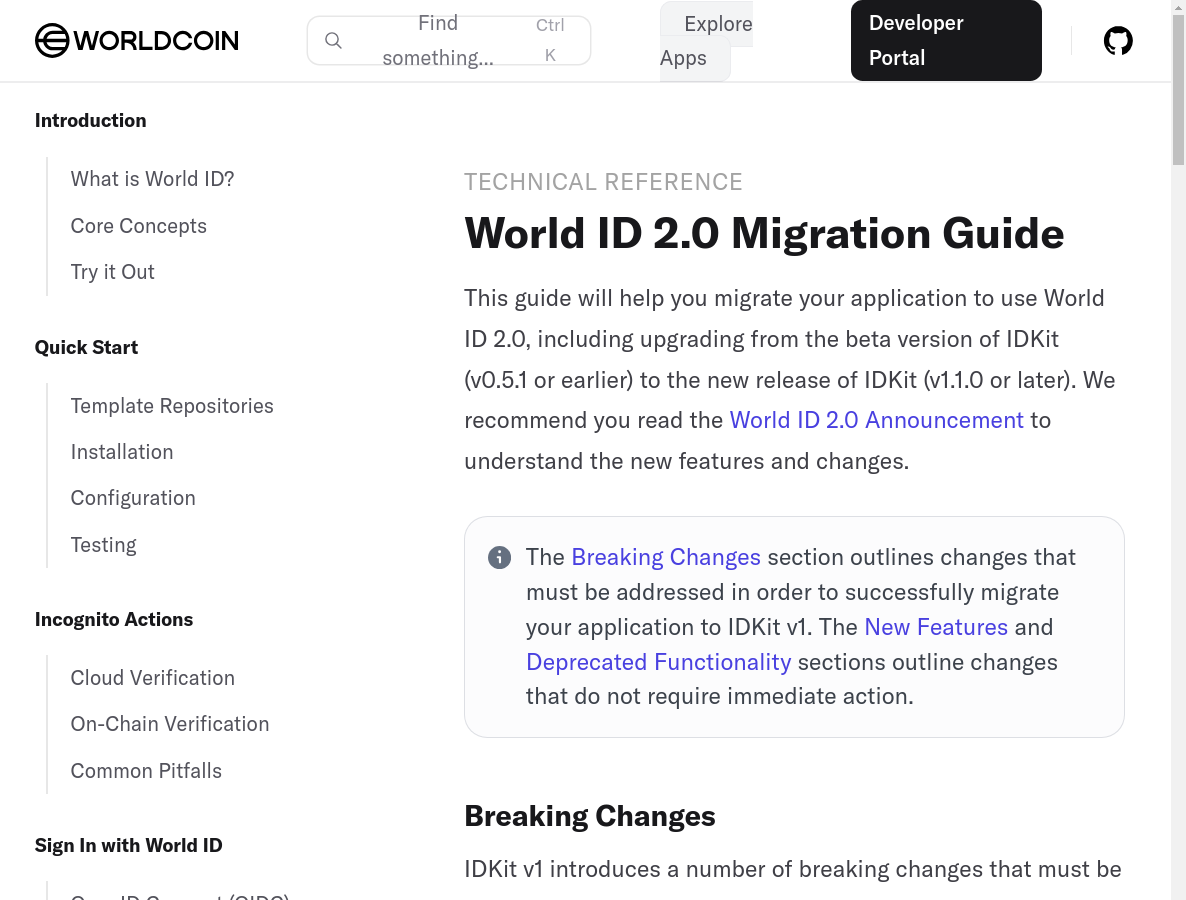 WORLDCOIN
Find
something...
Ctrl
K
Explore
Apps
Developer
Portal
Introduction
What is World ID?
Core Concepts
Try it Out
Quick Start
Template Repositories
Installation
Configuration
Testing
Incognito Actions
Cloud Verification
On-Chain Verification
Common Pitfalls
Sign In with World ID
TECHNICAL REFERENCE
World ID 2.0 Migration Guide
This guide will help you migrate your application to use World
ID 2.0, including upgrading from the beta version of IDKit
(v0.5.1 or earlier) to the new release of IDKit (v1.1.0 or later). We
recommend you read the World ID 2.0 Announcement to
understand the new features and changes.
The Breaking Changes section outlines changes that
must be addressed in order to successfully migrate
your application to IDKit v1. The New Features and
Deprecated Functionality sections outline changes
that do not require immediate action.
Breaking Changes
IDKit v1 introduces a number of breaking changes that must be